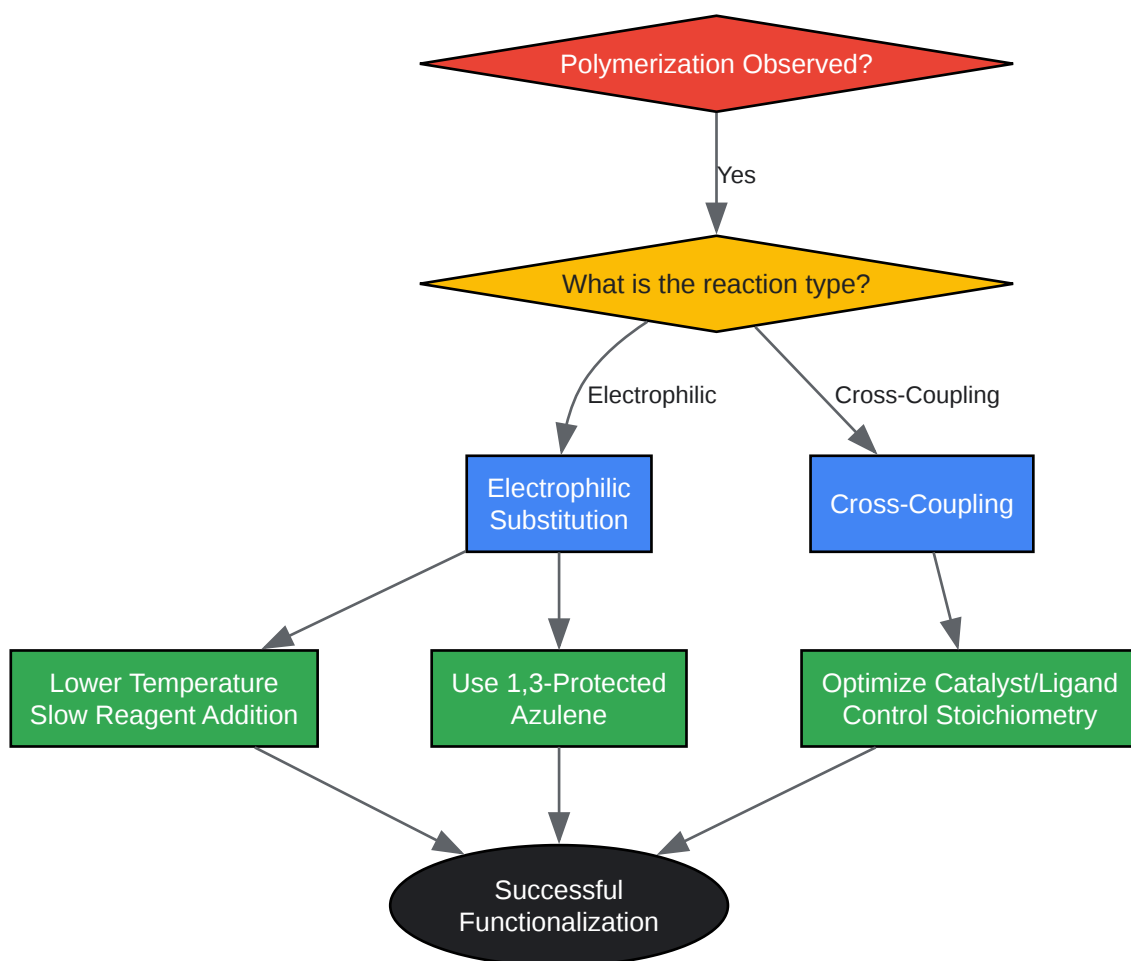 Polymerization Observed?
Yes
What is the reaction type?
Electrophilic
Cross-Coupling
Electrophilic
Substitution
Cross-Coupling
Lower Temperature
Slow Reagent Addition
Use 1,3-Protected
Azulene
Optimize Catalyst/Ligand
Control Stoichiometry
Successful
Functionalization